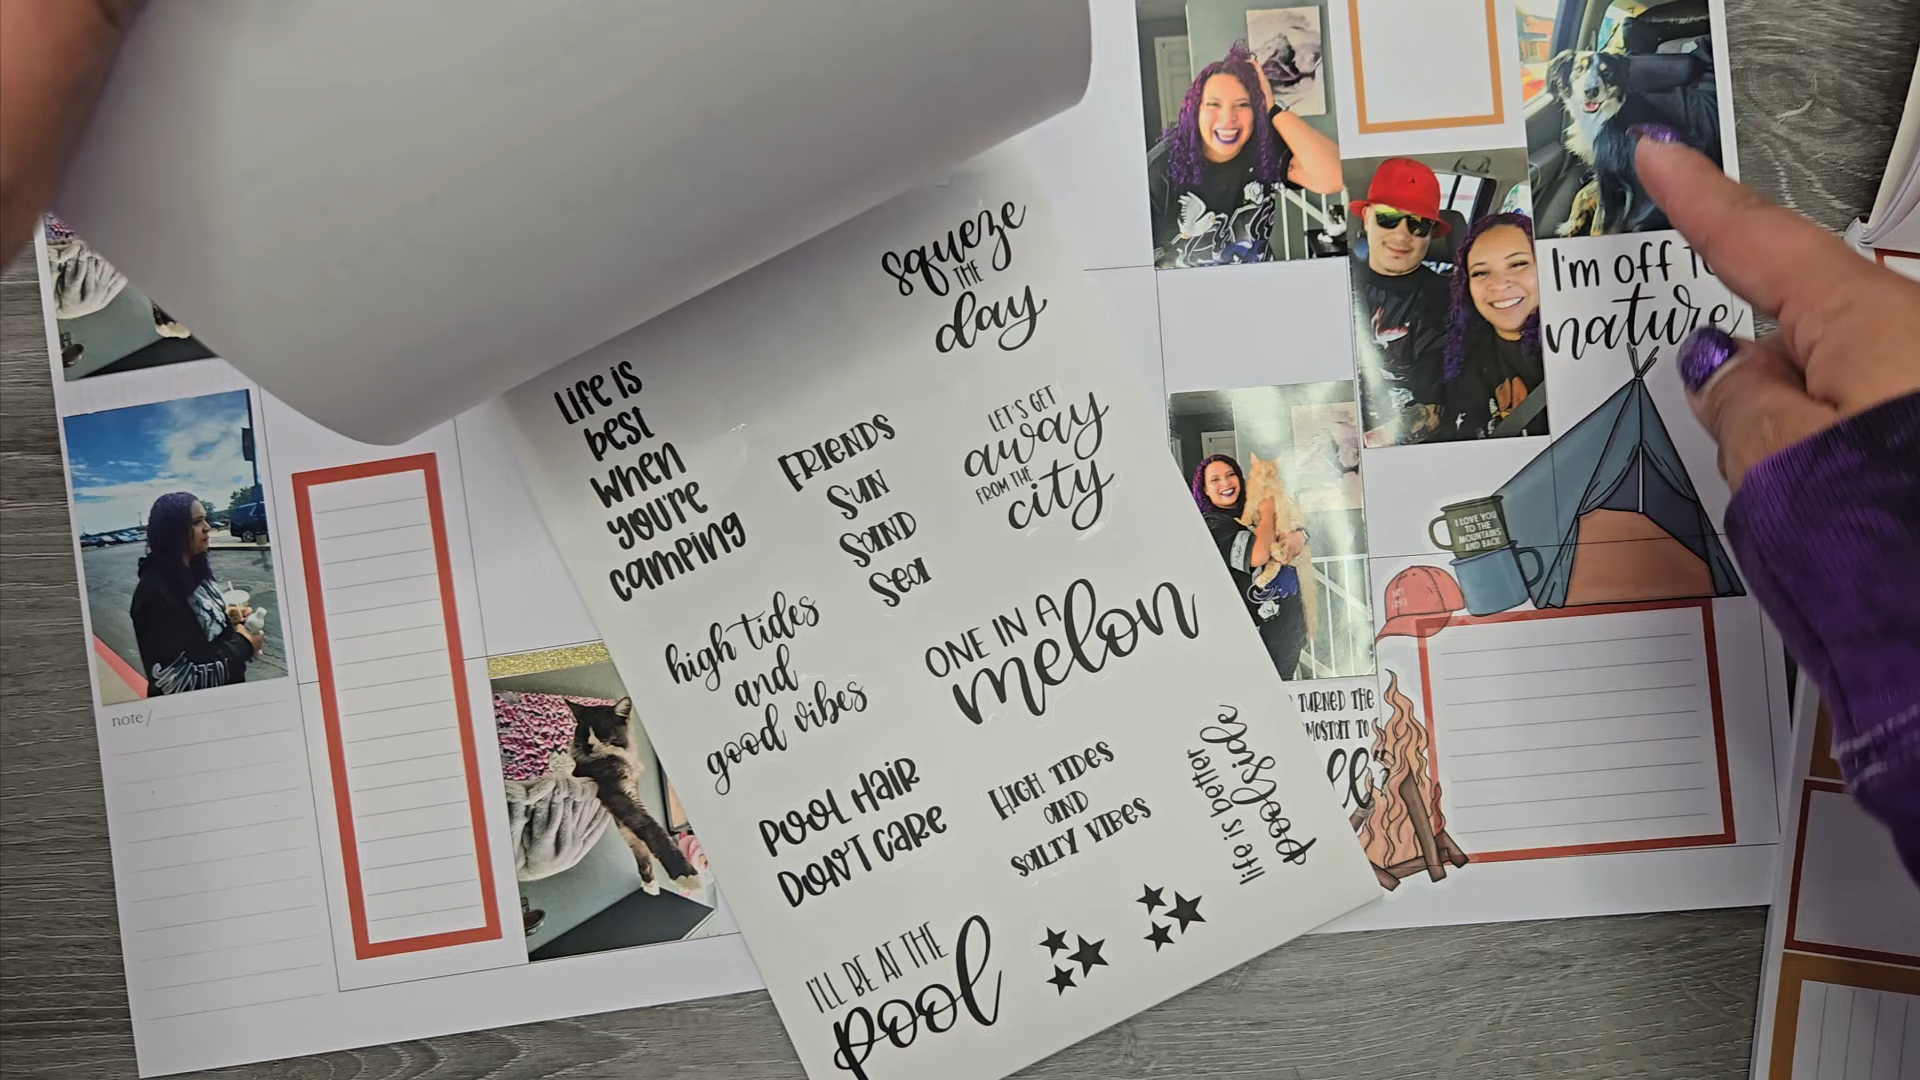 squeze
THE
day
Life is
best
when
you're
camping
FRIENDS
SUN
SAND
SEA
LET'S GET
away
FROM THE
city
high tides
and
good vibes
ONE IN A
melon
POOL HAIR
DON'T CARE
HIGH TIDES
AND
SALTY VIBES
life is better
poolside
I'LL BE AT THE
pool
note/
I'm off
nature
I LOVE YOU
TO THE
MOUNTAINS
AND BACK
TURNED THE
TO